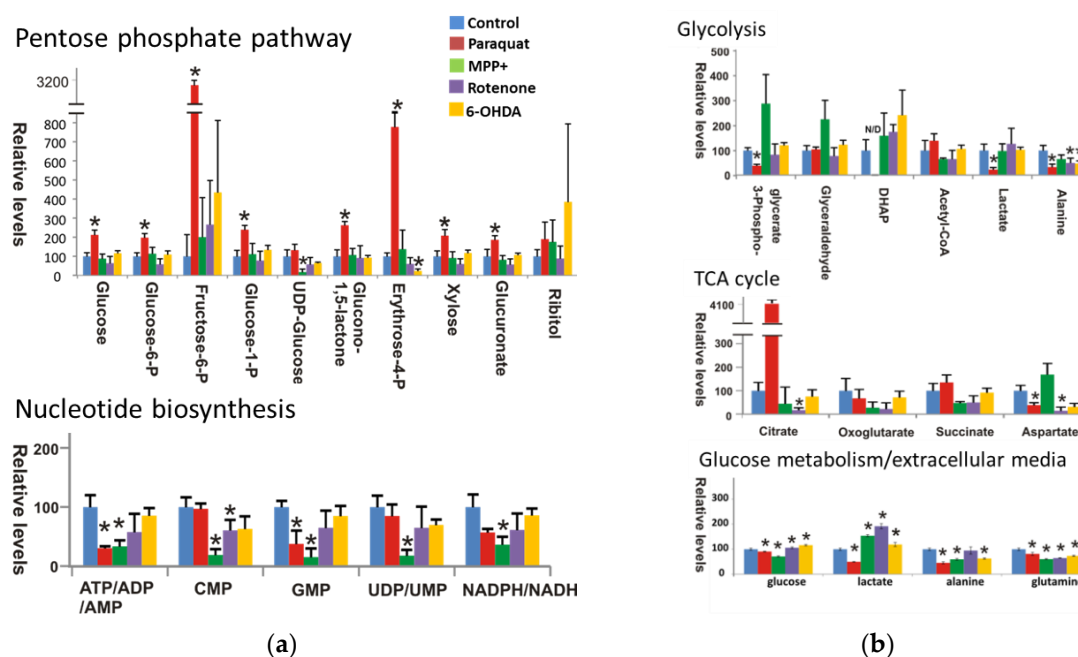 Pentose phosphate pathway
Control
Paraquat
MPP+
Rotenone
6-OHDA
Relative levels
3200
800
700
600
500
400
300
200
100
0
* * * * * * * * * *
Glucose
Glucose-6-P
Fructose-6-P
Glucose-1-P
UDP-Glucose
Glucono-
1,5-lactone
Erythrose-4-P
Xylose
Glucuronate
Ribitol
Nucleotide biosynthesis
Relative levels
200
100
0
* * * * * * * *
ATP/ADP
/AMP
CMP
GMP
UDP/UMP
NADPH/NADH
(a)
Glycolysis
Relative levels
500
400
300
200
100
0
N/D
* * * * *
3-Phospho-
glycerate
Glyceraldehyde
DHAP
Acetyl-CoA
Lactate
Alanine
TCA cycle
Relative levels
4100
300
200
100
0
* * *
Citrate
Oxoglutarate
Succinate
Aspartate
Glucose metabolism/extracellular media
Relative levels
300
200
100
0
* * * * * * * * * * * * * * *
glucose
lactate
alanine
glutamin
(b)